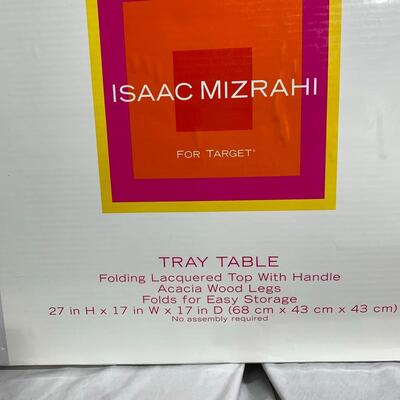 ISAAC MIZRAHI
FOR TARGET®
TRAY TABLE
Folding Lacquered Top With Handle
Acacia Wood Legs
Folds for Easy Storage
27 in H x 17 in W x 17 in D (68 cm x 43 cm x 43 cm)
No assembly required